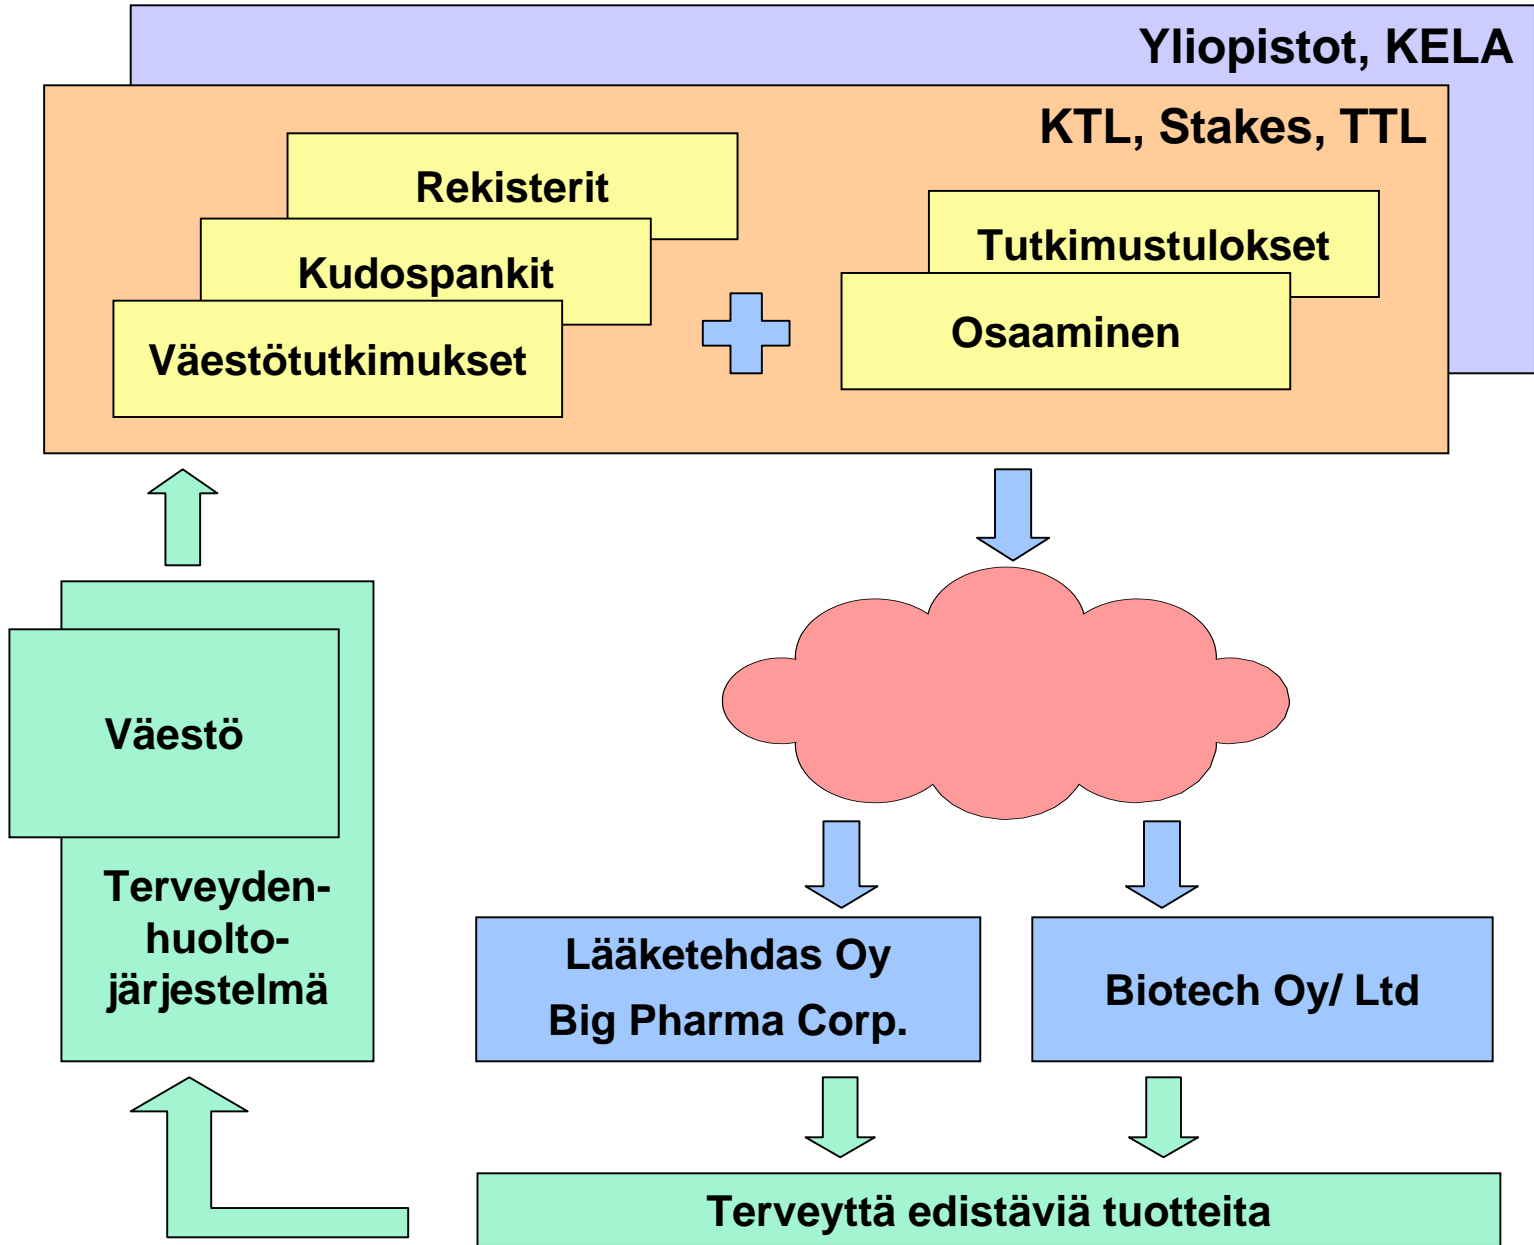 Yliopistot, KELA
KTL, Stakes, TTL
Rekisterit
Kudospankit
Väestötutkimukset
Tutkimustulokset
Osaaminen
Väestö
Terveyden-
huolto-
järjestelmä
Lääketehdas Oy
Big Pharma Corp.
Biotech Oy/ Ltd
Terveyttä edistäviä tuotteita